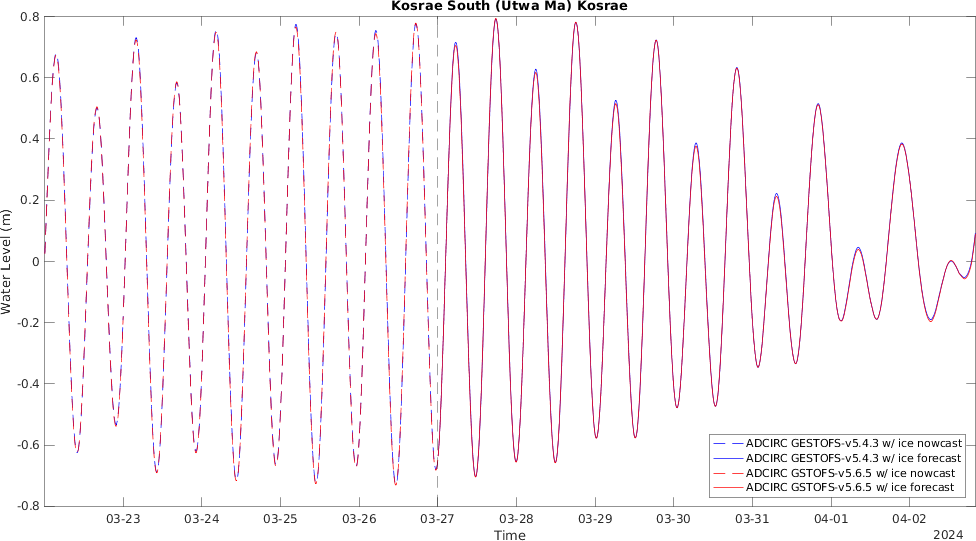 Kosrae South (Utwa Ma) Kosrae
0.8
0.6
0.4
0.2
0
-0.2
-0.4
-0.6
-0.8
Water Level (m)
ADCIRC GESTOFS-v5.4.3 w/ ice nowcast
ADCIRC GESTOFS-v5.4.3 w/ ice forecast
ADCIRC GSTOFS-v5.6.5 w/ ice nowcast
ADCIRC GSTOFS-v5.6.5 w/ ice forecast
03-23 03-24 03-25 03-26 03-27 03-28 03-29 03-30 03-31 04-01 04-02
Time
2024